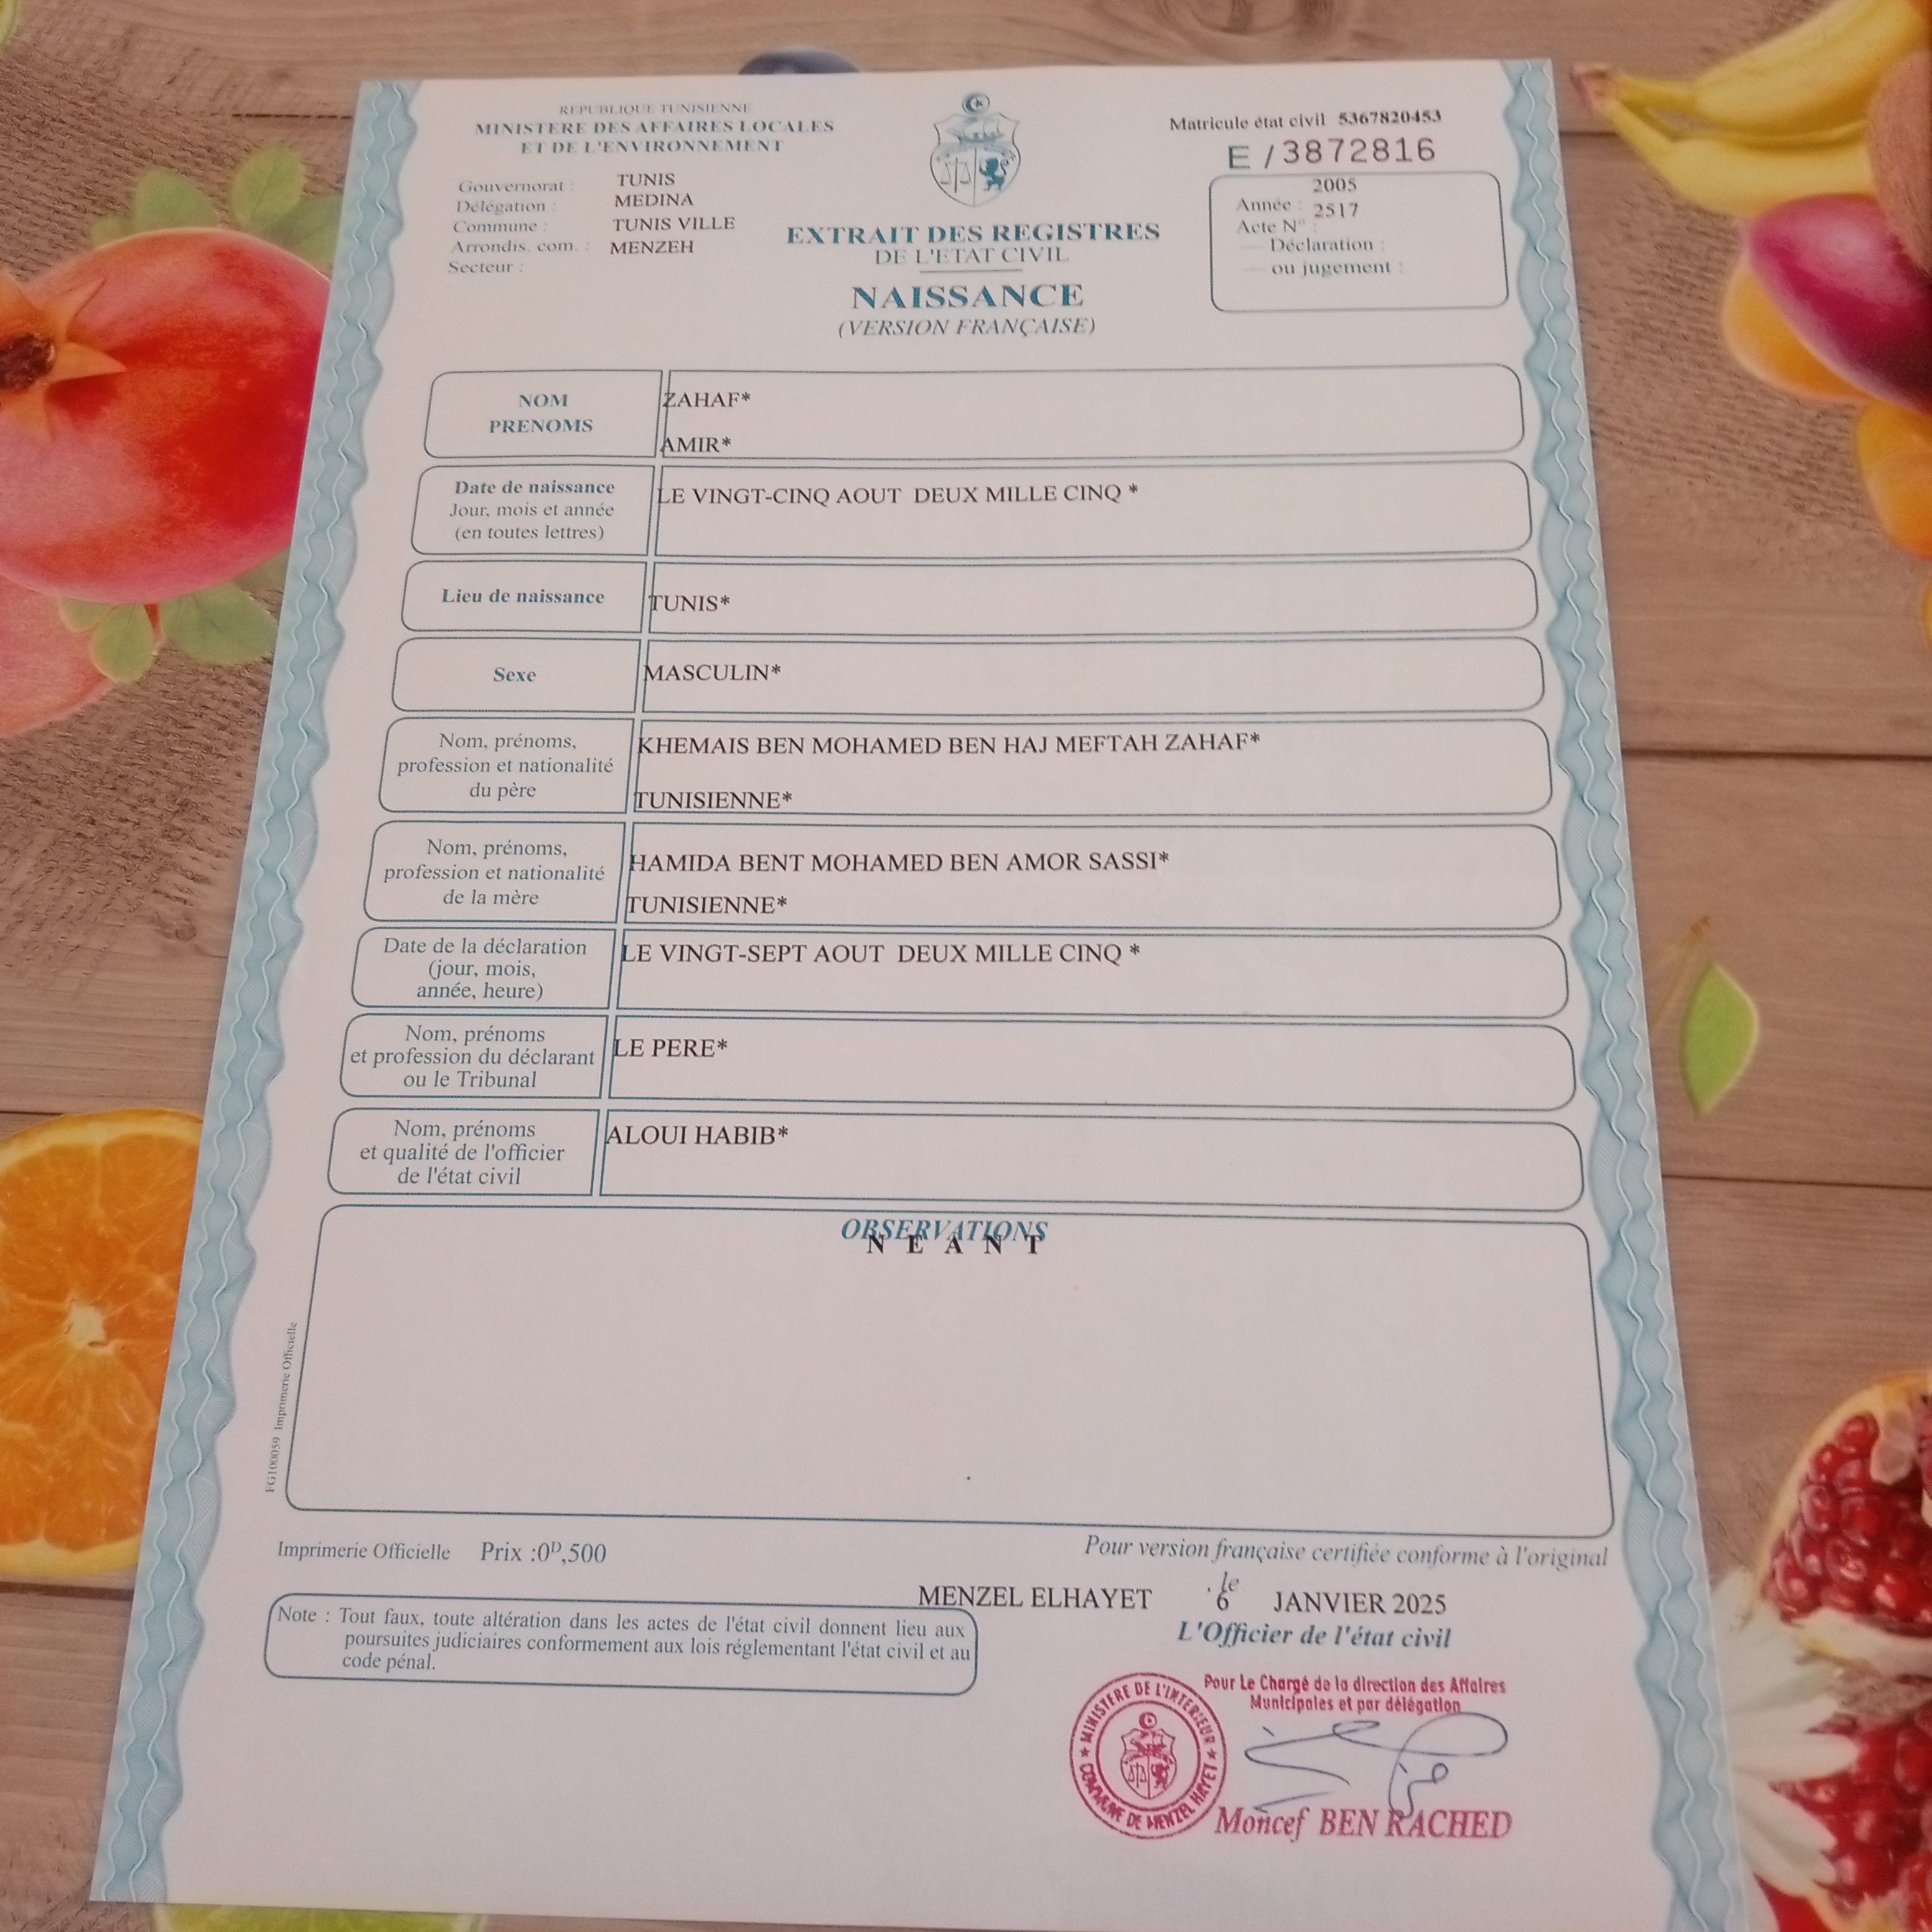 REPUBLIQUE TUNISIENNE
MINISTERE DES AFFAIRES LOCALES
ET DE L'ENVIRONNEMENT
Gouvernorat : TUNIS
Délégation : MEDINA
Commune : TUNIS VILLE
Arrondis. com. : MENZEH
Secteur :
EXTRAIT DES REGISTRES
DE L'ETAT CIVIL
NAISSANCE
(VERSION FRANÇAISE)
Matricule état civil 5367820453
E / 3872816
2005
Année :
2517
Acte N° :
Déclaration :
ou jugement :
NOM
PRENOMS
ZAHAF*
AMIR*
Date de naissance
Jour, mois et année
(en toutes lettres)
LE VINGT-CINQ AOUT DEUX MILLE CINQ *
Lieu de naissance
TUNIS*
Sexe
MASCULIN*
Nom, prénoms,
profession et nationalité
du père
KHEMAIS BEN MOHAMED BEN HAJ MEFTAH ZAHAF*
TUNISIENNE*
Nom, prénoms,
profession et nationalité
de la mère
HAMIDA BENT MOHAMED BEN AMOR SASSI*
TUNISIENNE*
Date de la déclaration
(jour, mois,
année, heure)
LE VINGT-SEPT AOUT DEUX MILLE CINQ *
Nom, prénoms
et profession du déclarant
ou le Tribunal
LE PERE*
Nom, prénoms
et qualité de l'officier
de l'état civil
ALOUI HABIB*
OBSERVATIONS
N E A N T
FG100059 Imprimerie Officielle
Imprimerie Officielle Prix :0ᴰ,500
Pour version française certifiée conforme à l'original
MENZEL ELHAYET , le 6 JANVIER 2025
L'Officier de l'état civil
Note : Tout faux, toute altération dans les actes de l'état civil donnent lieu aux
poursuites judiciaires conformement aux lois réglementant l'état civil et au
code pénal.
Pour Le Chargé de la direction des Affaires
Municipales et par délégation
MINISTERE DE L'INTERIEUR
COMMUNE DE MENZEL HAYET
Moncef BEN RACHED